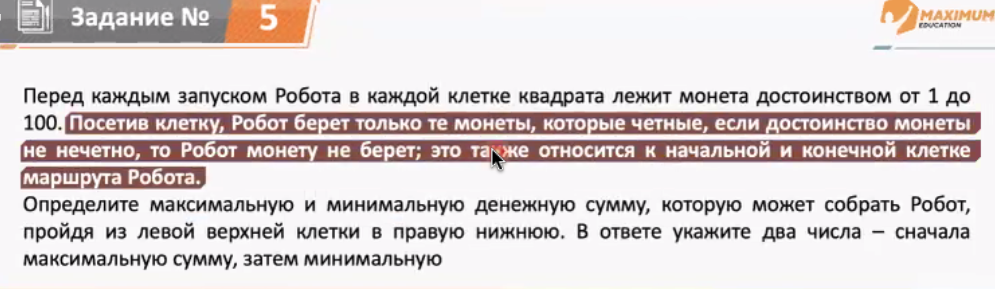 Задание №
5
MAXIMUM
EDUCATION
Перед каждым запуском Робота в каждой клетке квадрата лежит монета достоинством от 1 до
100. Посетив клетку, Робот берет только те монеты, которые четные, если достоинство монеты
не нечетно, то Робот монету не берет; это также относится к начальной и конечной клетке
маршрута Робота.
Определите максимальную и минимальную денежную сумму, которую может собрать Робот,
пройдя из левой верхней клетки в правую нижнюю. В ответе укажите два числа – сначала
максимальную сумму, затем минимальную